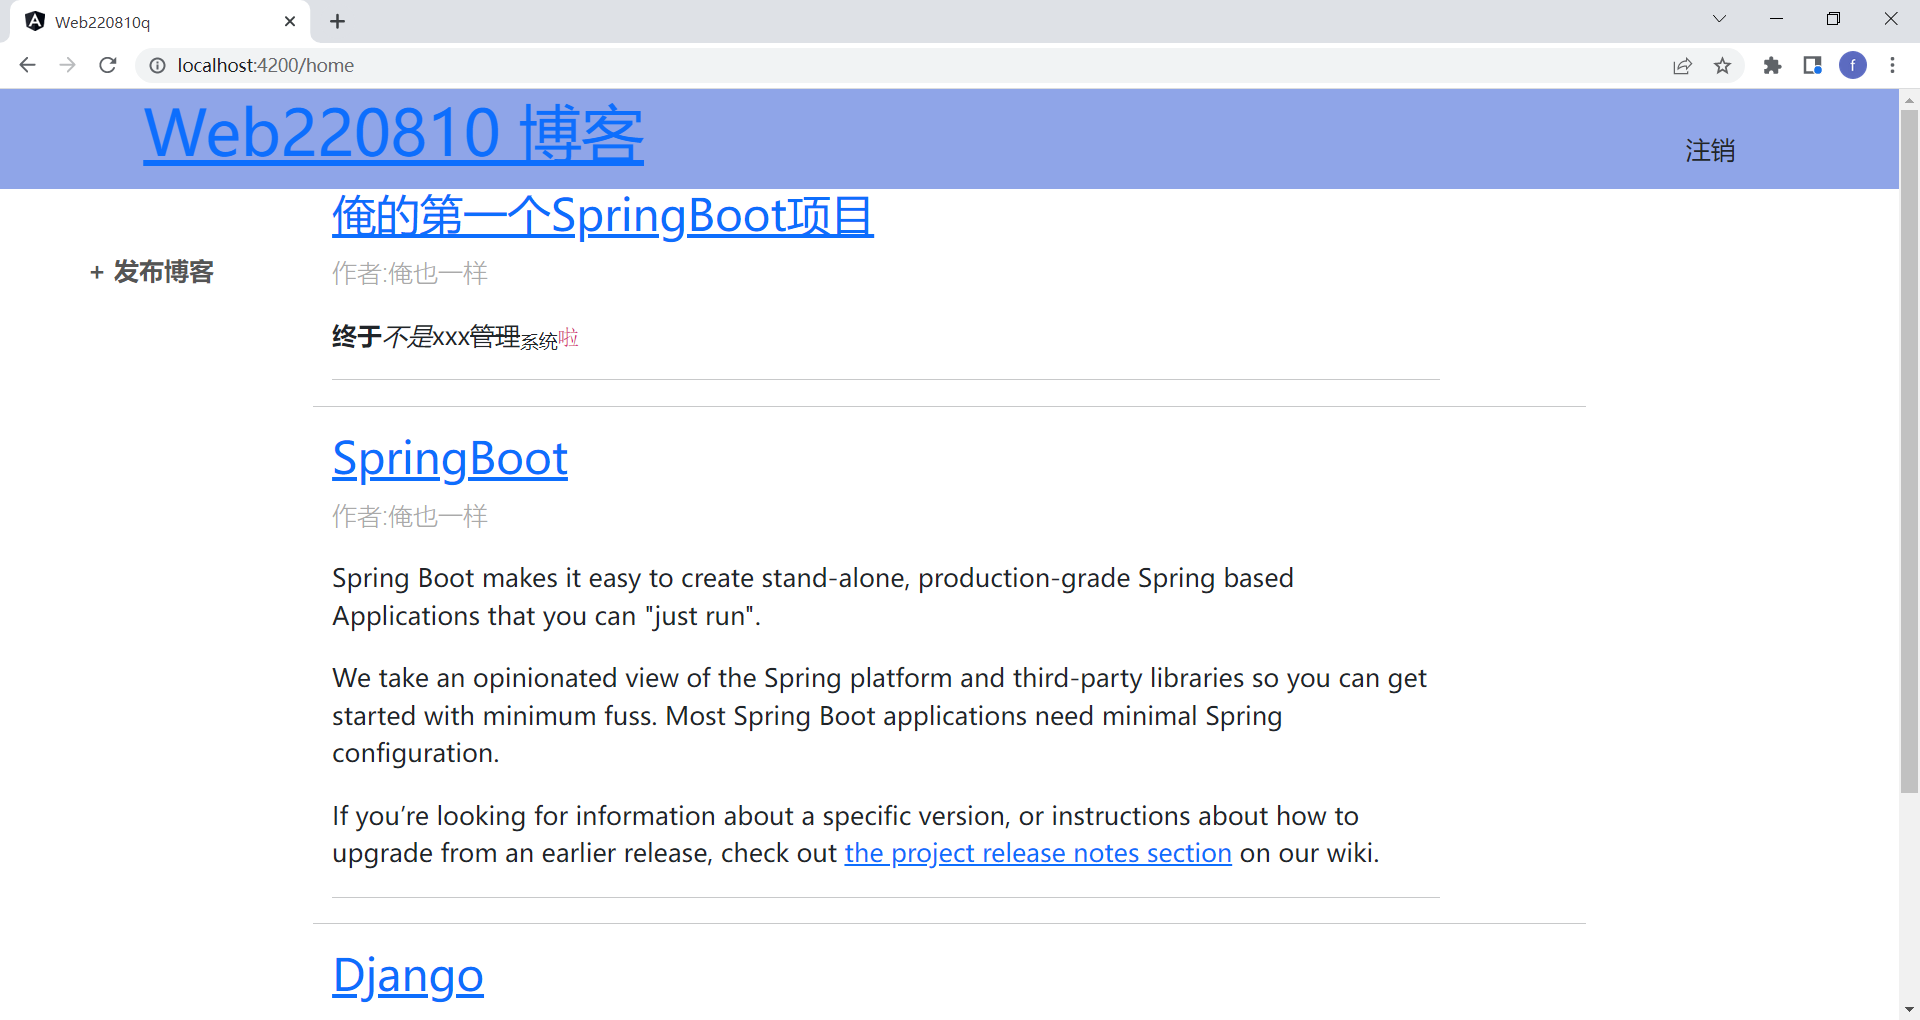 Web220810q
localhost:4200/home
f
Web220810 博客
注销
俺的第一个SpringBoot项目
+ 发布博客
作者:俺也一样
终于不是xxx管理系统啦
SpringBoot
作者:俺也一样
Spring Boot makes it easy to create stand-alone, production-grade Spring based
Applications that you can "just run".
We take an opinionated view of the Spring platform and third-party libraries so you can get
started with minimum fuss. Most Spring Boot applications need minimal Spring
configuration.
If you’re looking for information about a specific version, or instructions about how to
upgrade from an earlier release, check out the project release notes section on our wiki.
Django